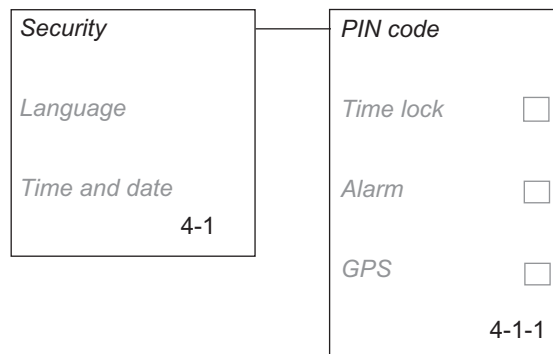 Security
Language
Time and date
4-1
PIN code
Time lock
Alarm
GPS
4-1-1